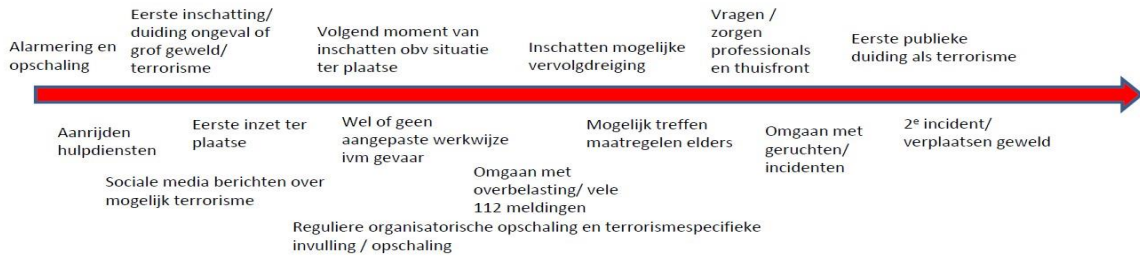 Alarmering en
opschaling
Eerste inschatting/
duiding ongeval of
grof geweld/
terrorisme
Volgend moment van
inschatten obv situatie
ter plaatse
Inschatten mogelijke
vervolgdreiging
Vragen /
zorgen
professionals
en thuisfront
Eerste publieke
duiding als terrorisme
Aanrijden
hulpdiensten
Eerste inzet ter
plaatse
Wel of geen
aangepaste werkwijze
ivm gevaar
Mogelijk treffen
maatregelen elders
Omgaan met
geruchten/
incidenten
2e incident/
verplaatsen geweld
Sociale media berichten over
mogelijk terrorisme
Omgaan met
overbelasting/ vele
112 meldingen
Reguliere organisatorische opschaling en terrorismespecifieke
invulling / opschaling